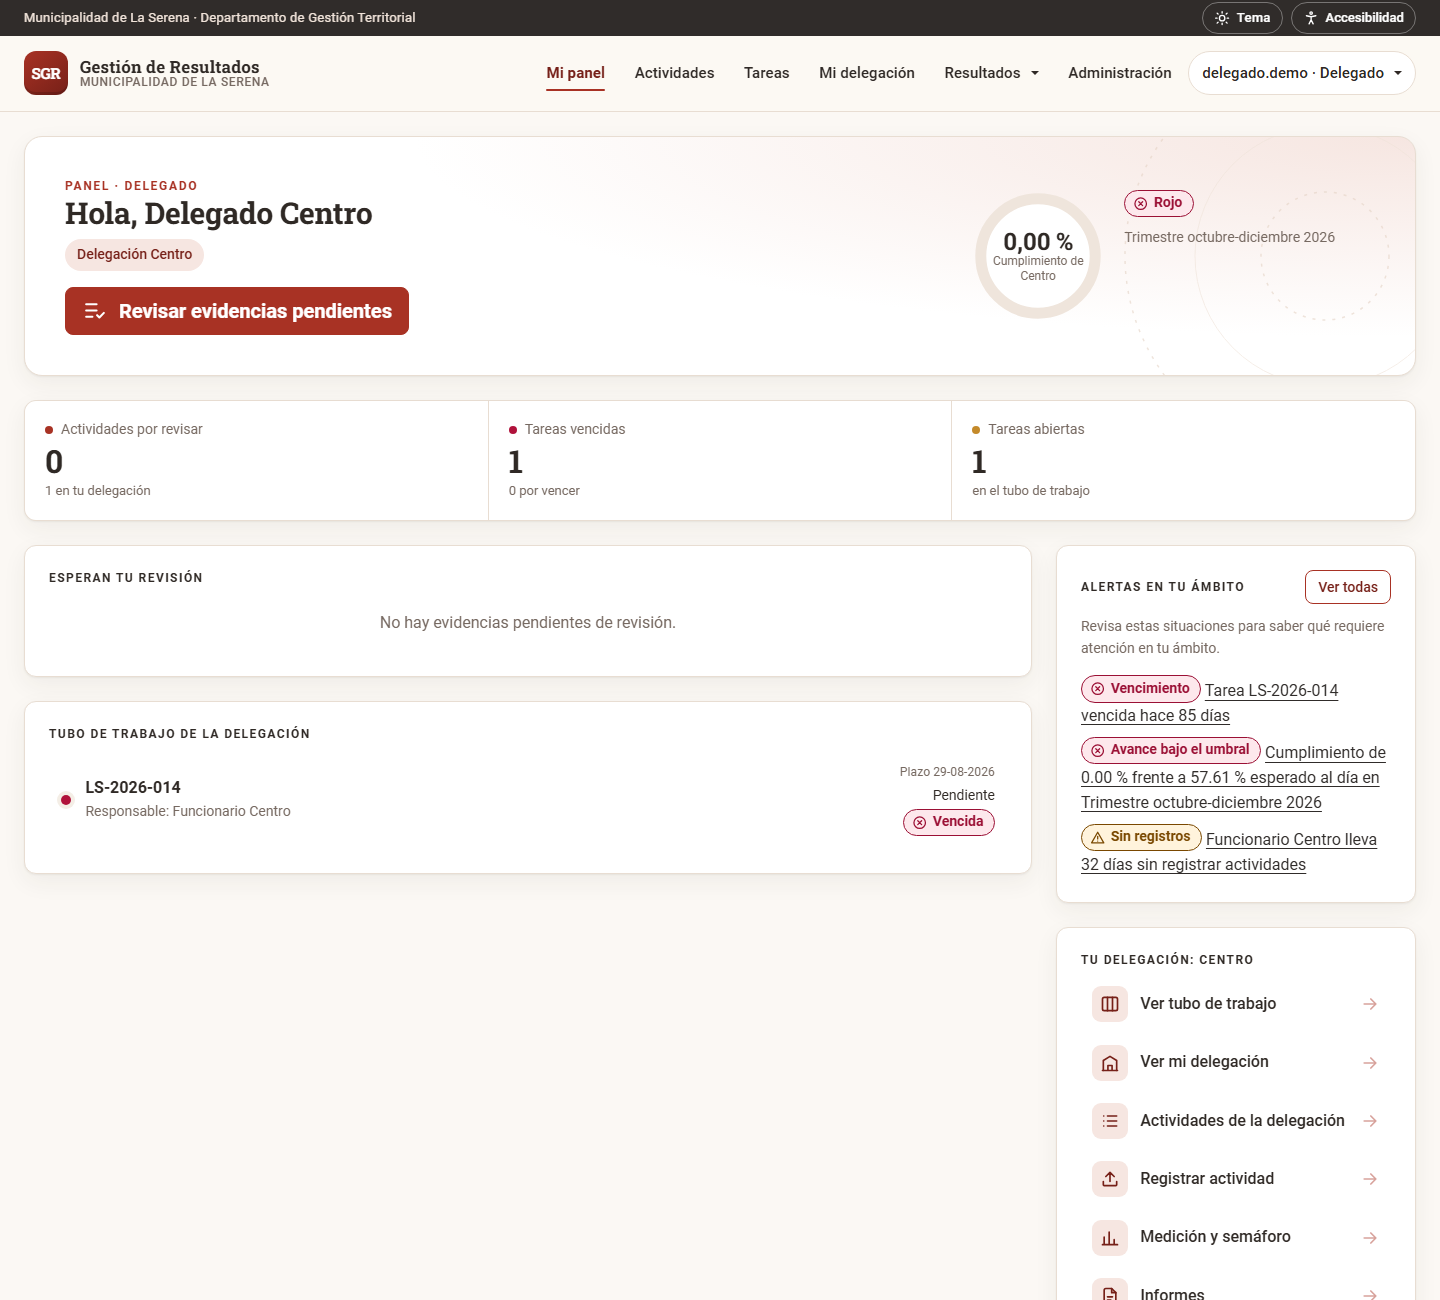 Municipalidad de La Serena · Departamento de Gestión Territorial
Tema
Accesibilidad
SGR
Gestión de Resultados
MUNICIPALIDAD DE LA SERENA
Mi panel
Actividades
Tareas
Mi delegación
Resultados
Administración
delegado.demo · Delegado
PANEL · DELEGADO
Hola, Delegado Centro
Delegación Centro
Revisar evidencias pendientes
0,00 %
Cumplimiento de
Centro
Rojo
Trimestre octubre-diciembre 2026
Actividades por revisar
0
1 en tu delegación
Tareas vencidas
1
0 por vencer
Tareas abiertas
1
en el tubo de trabajo
ESPERAN TU REVISIÓN
No hay evidencias pendientes de revisión.
TUBO DE TRABAJO DE LA DELEGACIÓN
LS-2026-014
Responsable: Funcionario Centro
Plazo 29-08-2026
Pendiente
Vencida
ALERTAS EN TU ÁMBITO
Ver todas
Revisa estas situaciones para saber qué requiere
atención en tu ámbito.
Vencimiento Tarea LS-2026-014
vencida hace 85 días
Avance bajo el umbral Cumplimiento de
0.00 % frente a 57.61 % esperado al día en
Trimestre octubre-diciembre 2026
Sin registros Funcionario Centro lleva
32 días sin registrar actividades
TU DELEGACIÓN: CENTRO
Ver tubo de trabajo
Ver mi delegación
Actividades de la delegación
Registrar actividad
Medición y semáforo
Informes